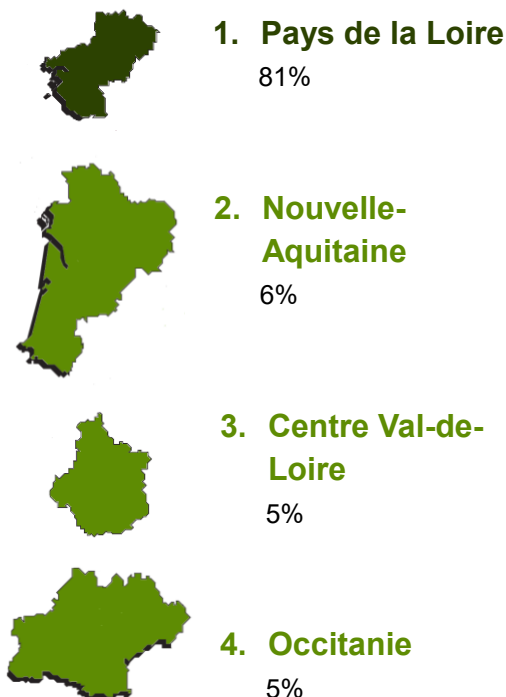 1. Pays de la Loire
81%
2. Nouvelle-
Aquitaine
6%
3. Centre Val-de-
Loire
5%
4. Occitanie
5%